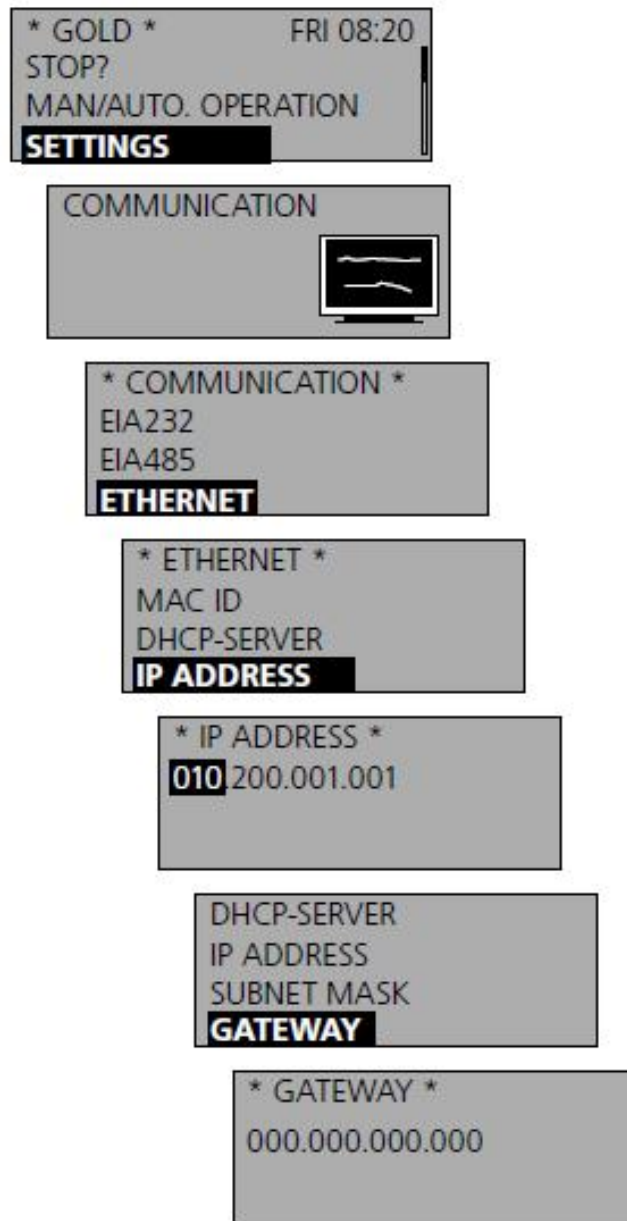 * GOLD * FRI 08:20
STOP?
MAN/AUTO. OPERATION
SETTINGS
COMMUNICATION
* COMMUNICATION *
EIA232
EIA485
ETHERNET
* ETHERNET *
MAC ID
DHCP-SERVER
IP ADDRESS
* IP ADDRESS *
010.200.001.001
DHCP-SERVER
IP ADDRESS
SUBNET MASK
GATEWAY
* GATEWAY *
000.000.000.000